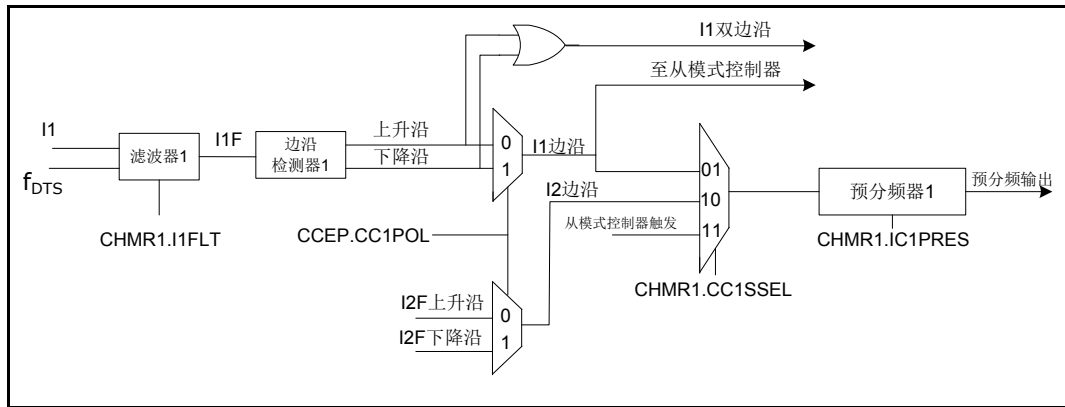 I1双边沿
至从模式控制器
I1
f_DTS
滤波器1
I1F
边沿
检测器1
上升沿
下降沿
0
1
I1边沿
I2边沿
从模式控制器触发
01
10
11
预分频器1
预分频输出
CHMR1.I1FLT
CCEP.CC1POL
CHMR1.IC1PRES
CHMR1.CC1SSEL
I2F上升沿
I2F下降沿
0
1